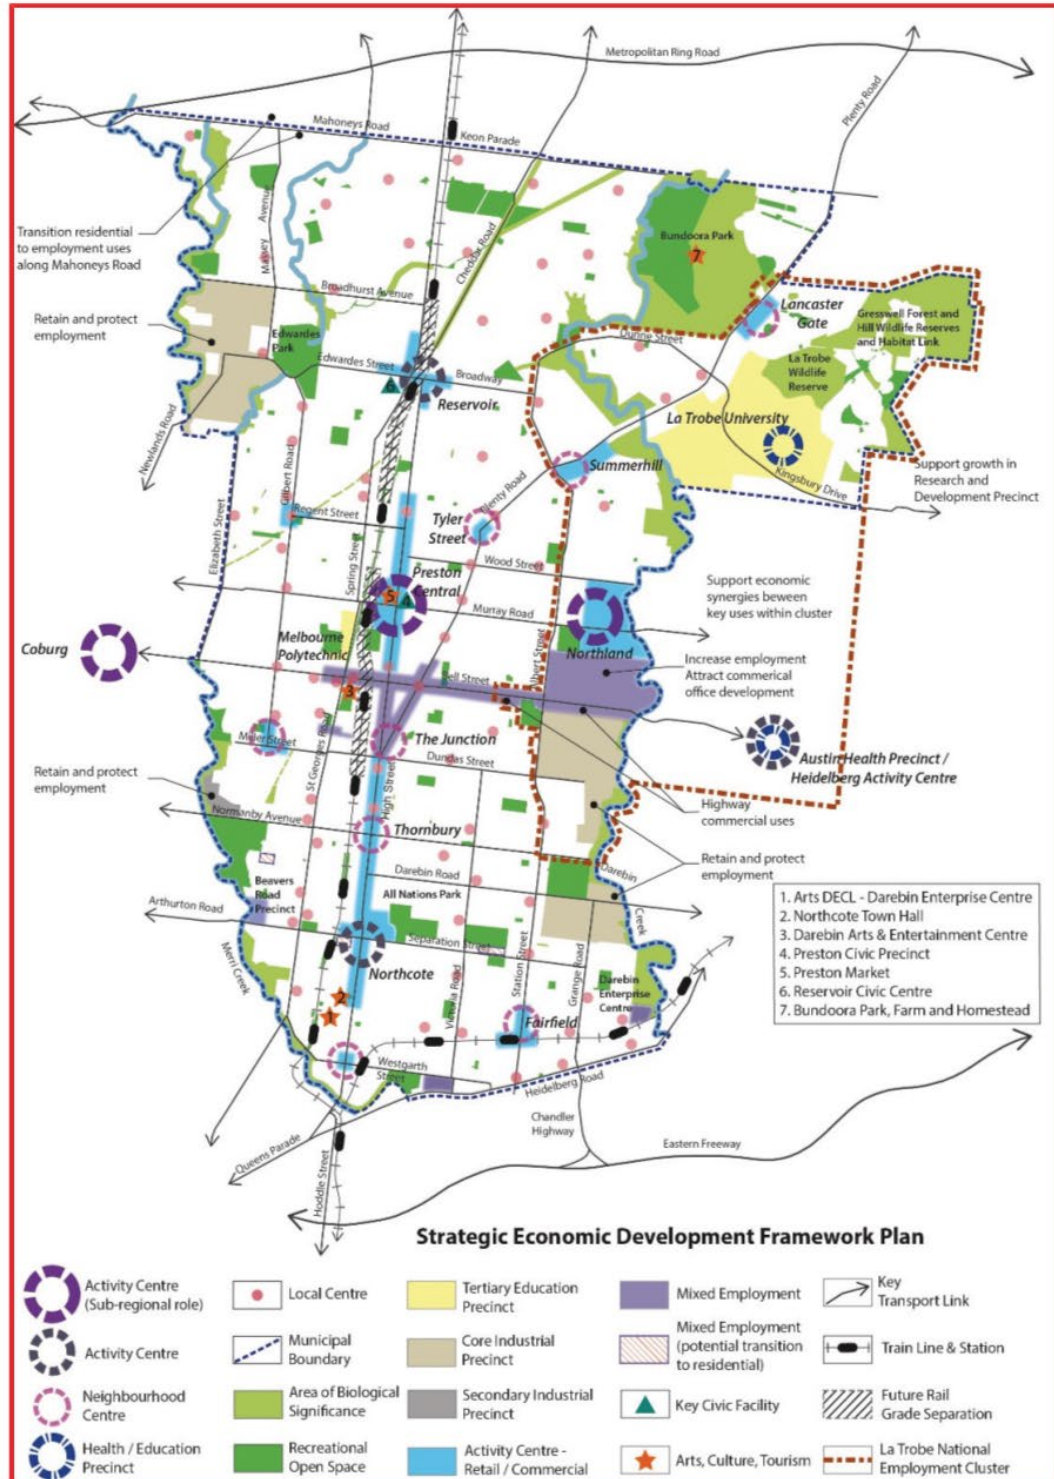 Metropolitan Ring Road
Plenty Road
Mahoneys Road
Keon Parade
Massey Avenue
Cheddar Road
Transition residential
to employment uses
along Mahoneys Road
Bundoora Park
7
Broadhurst Avenue
Lancaster
Gate
Gresswell Forest and
Hill Wildlife Reserves
and Habitat Link
Retain and protect
employment
Edwardes
Park
Edwardes Street
Broadway
Dunne Street
La Trobe
Wildlife
Reserve
6
Reservoir
La Trobe University
Newlands Road
Gilbert Road
Summerhill
Kingsbury Drive
Support growth in
Research and
Development Precinct
Plenty Road
Regent Street
Elizabeth Street
Spring Street
Tyler
Street
Wood Street
Preston
Central
5
4
Murray Road
Support economic
synergies beween
key uses within cluster
Coburg
Melbourne
Polytechnic
Northland
Albert Street
Bell Street
3
Increase employment
Attract commerical
office development
Miller Street
St Georges Road
The Junction
Dundas Street
High Street
Austin Health Precinct /
Heidelberg Activity Centre
Retain and protect
employment
Normanby Avenue
Thornbury
Highway
commercial uses
Darebin Road
Darebin
Creek
Retain and protect
employment
Beavers
Road
Precinct
All Nations Park
Arthurton Road
Separation Street
Merri Creek
Northcote
Victoria Road
Station Street
Grange Road
Darebin
Enterprise
Centre
2
1
Fairfield
Westgarth
Street
Heidelberg Road
Chandler
Highway
Eastern Freeway
Queens Parade
Hoddle Street
1. Arts DECL - Darebin Enterprise Centre
2. Northcote Town Hall
3. Darebin Arts & Entertainment Centre
4. Preston Civic Precinct
5. Preston Market
6. Reservoir Civic Centre
7. Bundoora Park, Farm and Homestead
Strategic Economic Development Framework Plan
Activity Centre
(Sub-regional role)
Local Centre
Tertiary Education
Precinct
Mixed Employment
Key
Transport Link
Activity Centre
Municipal
Boundary
Core Industrial
Precinct
Mixed Employment
(potential transition
to residential)
Train Line & Station
Neighbourhood
Centre
Area of Biological
Significance
Secondary Industrial
Precinct
Key Civic Facility
Future Rail
Grade Separation
Health / Education
Precinct
Recreational
Open Space
Activity Centre -
Retail / Commercial
Arts, Culture, Tourism
La Trobe National
Employment Cluster